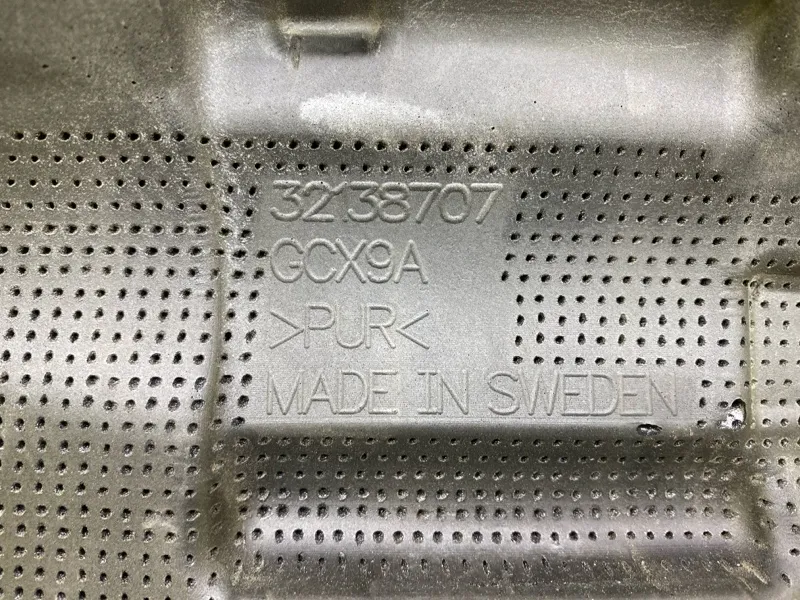 32138707
GCX9A
>PUR<
MADE IN SWEDEN